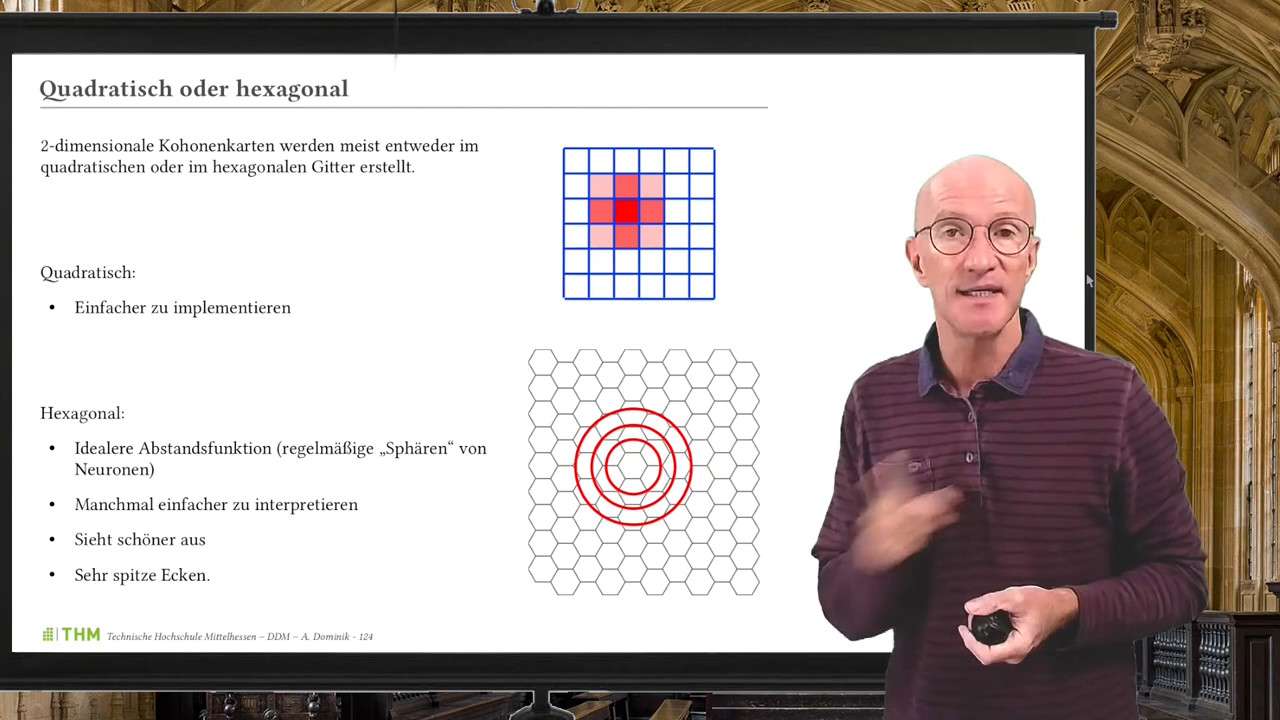 Quadratisch oder hexagonal
2-dimensionale Kohonenkarten werden meist entweder im
quadratischen oder im hexagonalen Gitter erstellt.
Quadratisch:
• Einfacher zu implementieren
Hexagonal:
• Idealere Abstandsfunktion (regelmäßige „Sphären“ von
Neuronen)
• Manchmal einfacher zu interpretieren
• Sieht schöner aus
• Sehr spitze Ecken.
THM Technische Hochschule Mittelhessen – DDM – A. Dominik - 124